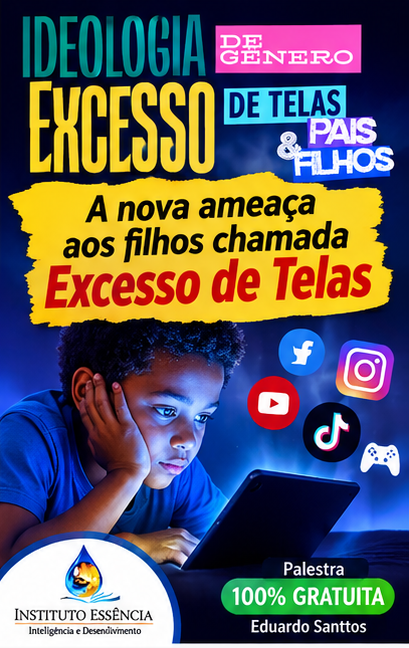 IDEOLOGIA DE GÊNERO
EXCESSO DE TELAS
& PAIS FILHOS
A nova ameaça
aos filhos chamada
Excesso de Telas
Palestra
100% GRATUITA
Eduardo Santtos
INSTITUTO ESSÊNCIA
Inteligência e Desenvolvimento